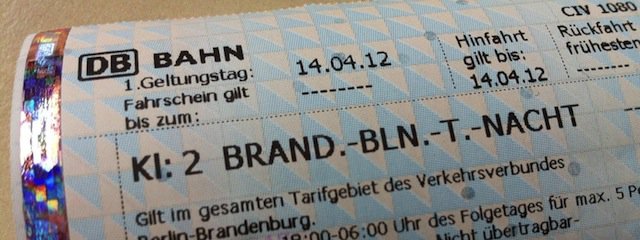 CIV 1080
DB BAHN
1.Geltungstag: 14.04.12
Hinfahrt
gilt bis:
14.04.12
Rückfahrt
Fahrschein gilt
bis zum: --------
KI: 2 BRAND.-BLN.-T.-NACHT
Gilt im gesamten Tarifgebiet des Verkehrsverbundes
Berlin-Brandenburg.
18:00-06:00 Uhr des Folgetages für max. 5
Nicht übertragbar-